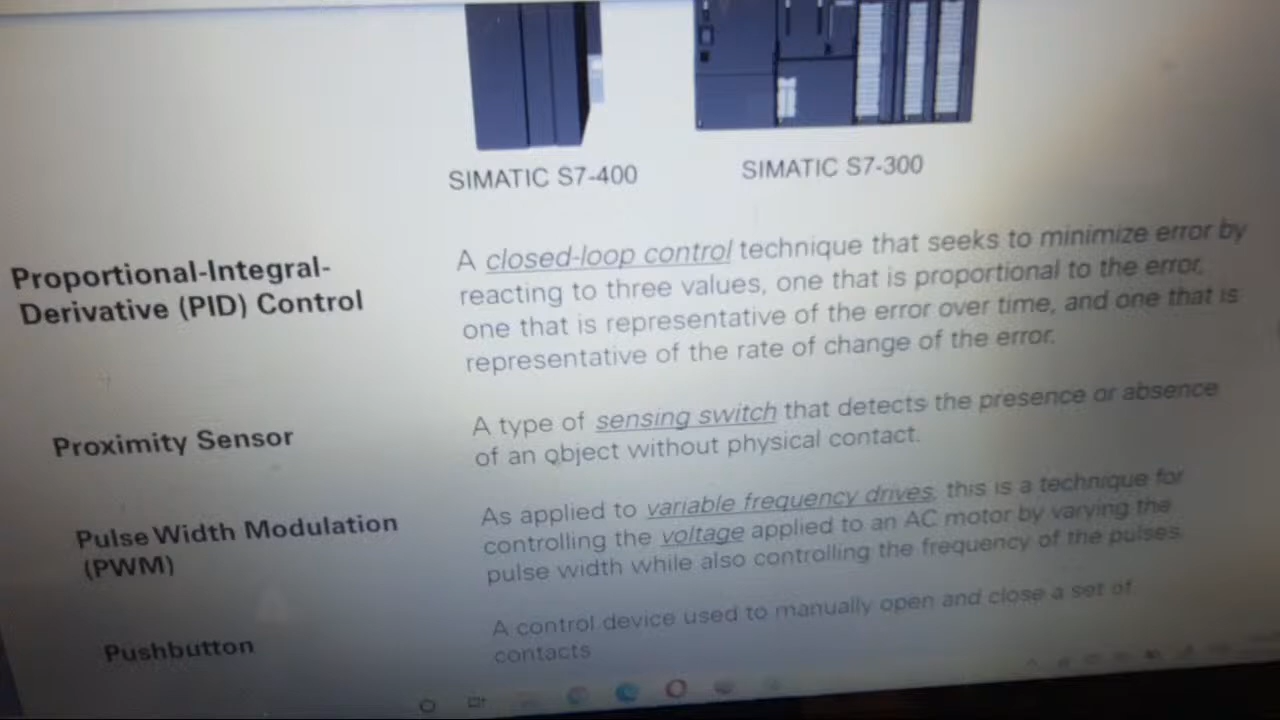 SIMATIC S7-400
SIMATIC S7-300
Proportional-Integral-
Derivative (PID) Control
A closed-loop control technique that seeks to minimize error by
reacting to three values, one that is proportional to the error,
one that is representative of the error over time, and one that is
representative of the rate of change of the error.
Proximity Sensor
A type of sensing switch that detects the presence or absence
of an object without physical contact.
Pulse Width Modulation
(PWM)
As applied to variable frequency drives, this is a technique for
controlling the voltage applied to an AC motor by varying the
pulse width while also controlling the frequency of the pulses.
Pushbutton
A control device used to manually open and close a set of
contacts